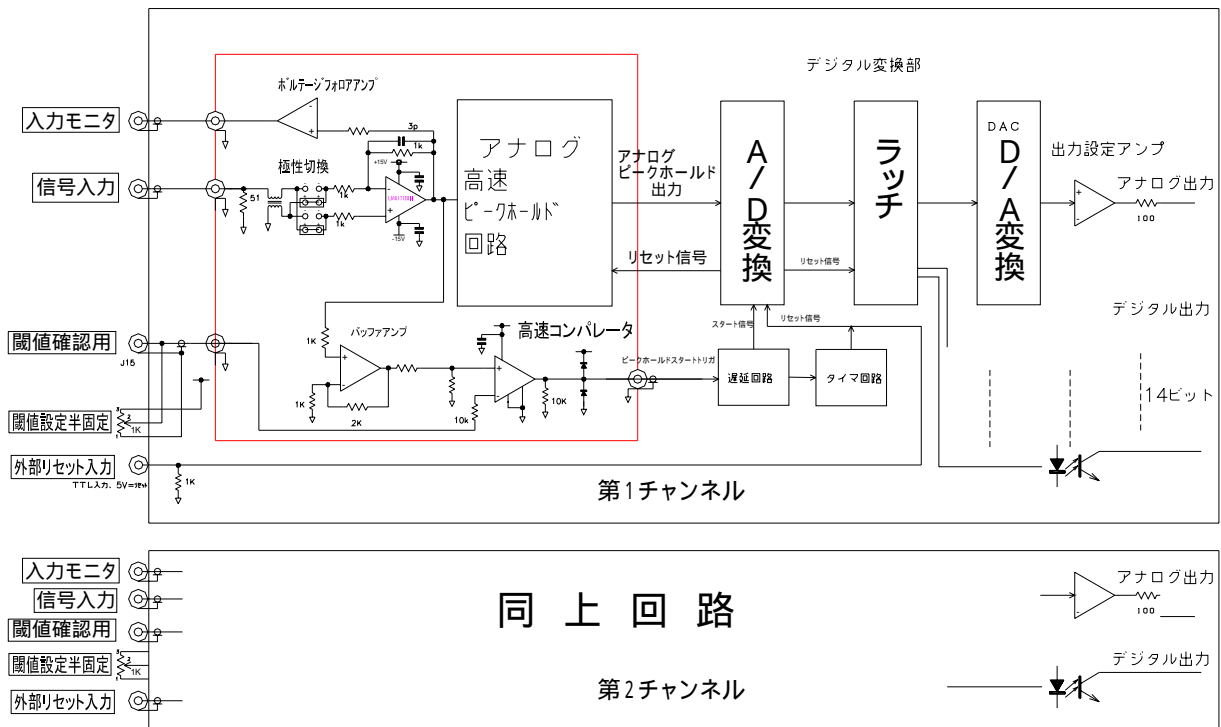 デジタル変換部
ボルテージフォロアアンプ
入力モニタ
3p
1k
+15V
極性切換
信号入力
51
1k
1k
-15V
アナログ
高速
ピークホールド
回路
アナログ
ピークホールド
出力
リセット信号
A/D変換
リセット信号
ラッチ
DAC
D/A変換
出力設定アンプ
アナログ出力
100
閾値確認用
J15
バッファアンプ
1K
1K
2K
高速コンパレータ
10k
10K
ピークホールドスタートトリガ
スタート信号
リセット信号
遅延回路
タイマ回路
デジタル出力
14ビット
閾値設定半固定
3
2
1K
1
外部リセット入力
TTL入力、5V=リセット
1K
第1チャンネル
入力モニタ
信号入力
閾値確認用
閾値設定半固定
3
2
1K
1
外部リセット入力
同上回路
第2チャンネル
アナログ出力
100
デジタル出力